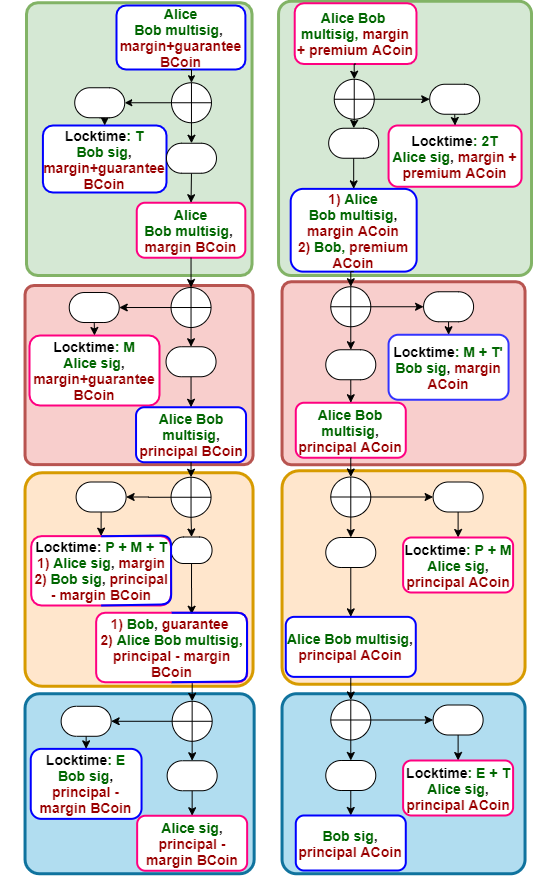 Alice
Bob multisig,
margin+guarantee
BCoin
Locktime: T
Bob sig,
margin+guarantee
BCoin
Alice
Bob multisig,
margin BCoin
Alice Bob
multisig, margin
+ premium ACoin
Locktime: 2T
Alice sig, margin +
premium ACoin
1) Alice
Bob multisig,
margin ACoin
2) Bob, premium
ACoin
Locktime: M
Alice sig,
margin+guarantee
BCoin
Alice Bob
multisig,
principal BCoin
Locktime: M + T'
Bob sig, margin
ACoin
Alice Bob
multisig,
principal ACoin
Locktime: P + M + T
1) Alice sig, margin
2) Bob sig, principal
- margin BCoin
1) Bob, guarantee
2) Alice Bob multisig,
principal - margin
BCoin
Locktime: P + M
Alice sig,
principal ACoin
Alice Bob multisig,
principal ACoin
Locktime: E
Bob sig,
principal -
margin BCoin
Alice sig,
principal -
margin BCoin
Locktime: E + T
Alice sig,
principal ACoin
Bob sig,
principal ACoin